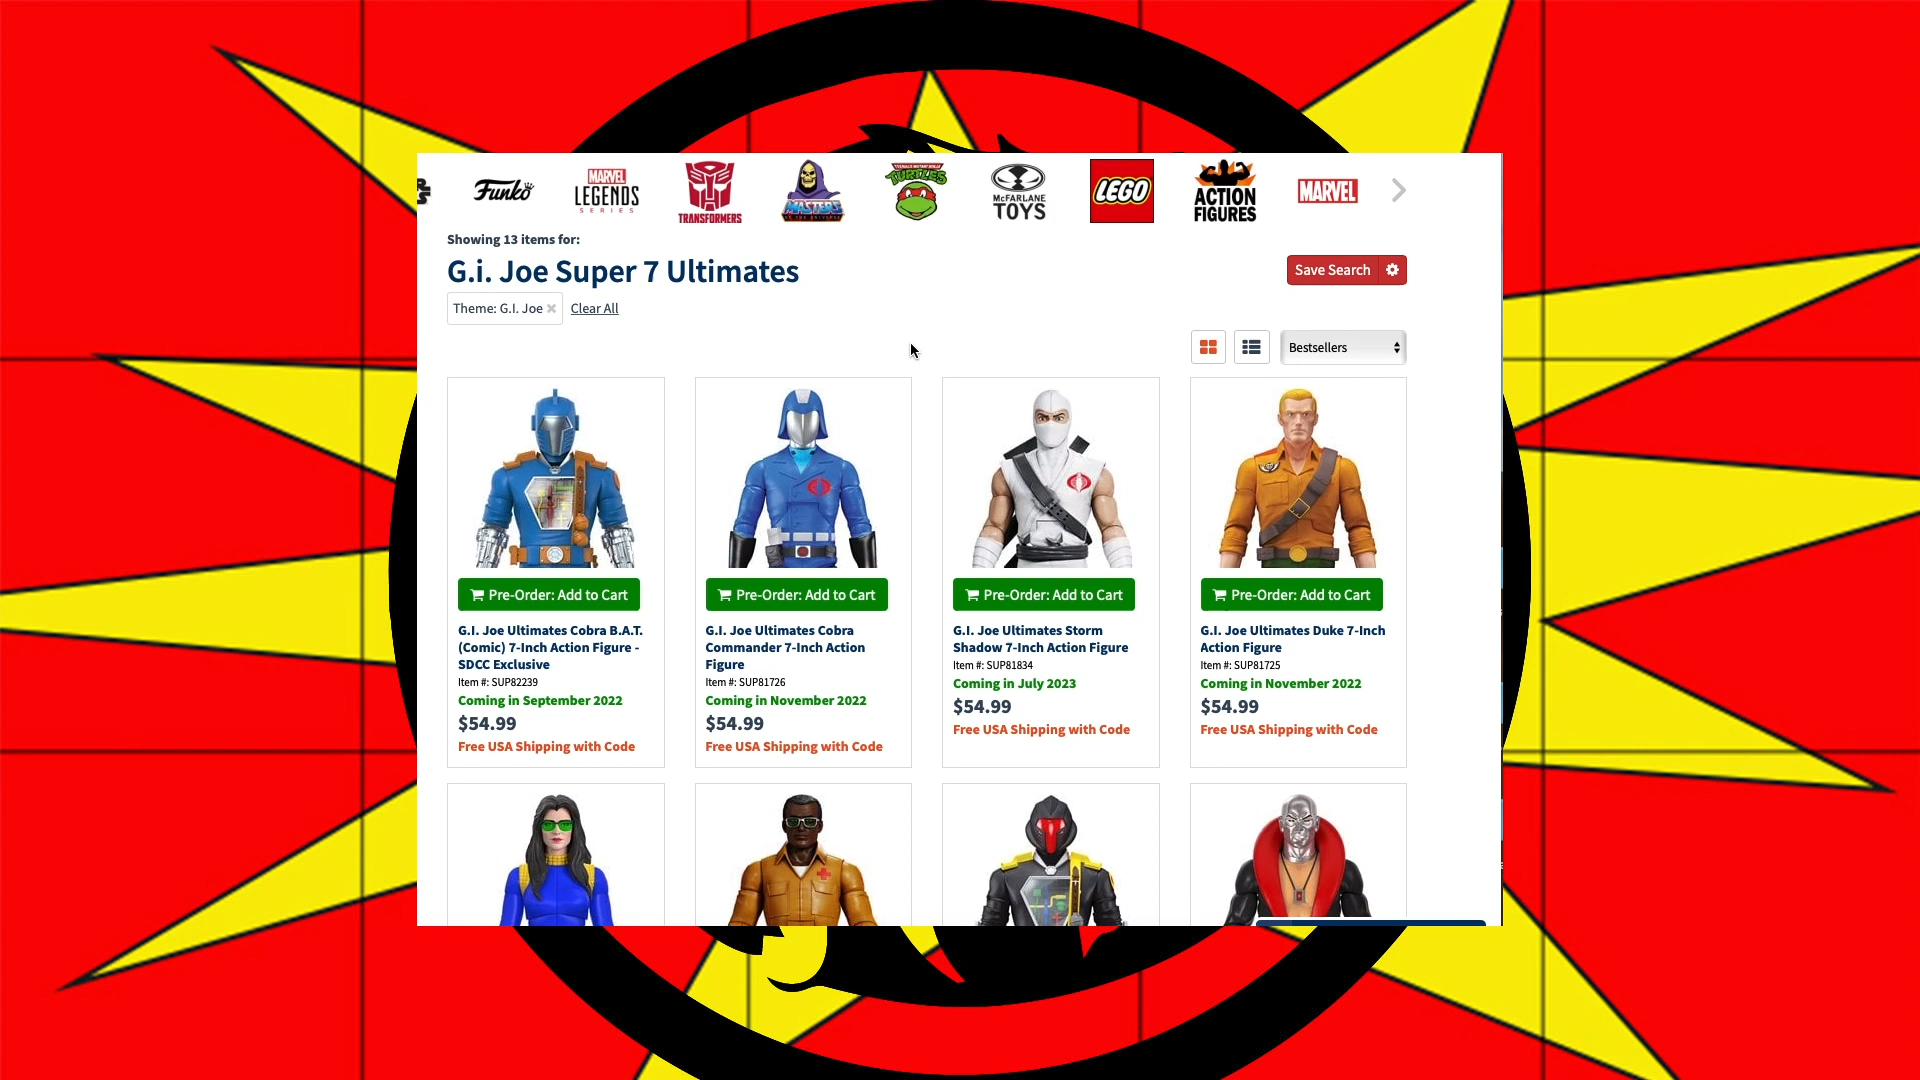 Funko
MARVEL
LEGENDS
SERIES
TRANSFORMERS
MASTERS
OF THE UNIVERSE
TEENAGE MUTANT NINJA
TURTLES
McFARLANE
TOYS
LEGO
ACTION
FIGURES
MARVEL
Showing 13 items for:
G.i. Joe Super 7 Ultimates
Save Search
Theme: G.I. Joe
Clear All
Bestsellers
Pre-Order: Add to Cart
G.I. Joe Ultimates Cobra B.A.T.
(Comic) 7-Inch Action Figure -
SDCC Exclusive
Item #: SUP82239
Coming in September 2022
$54.99
Free USA Shipping with Code
Pre-Order: Add to Cart
G.I. Joe Ultimates Cobra
Commander 7-Inch Action
Figure
Item #: SUP81726
Coming in November 2022
$54.99
Free USA Shipping with Code
Pre-Order: Add to Cart
G.I. Joe Ultimates Storm
Shadow 7-Inch Action Figure
Item #: SUP81834
Coming in July 2023
$54.99
Free USA Shipping with Code
Pre-Order: Add to Cart
G.I. Joe Ultimates Duke 7-Inch
Action Figure
Item #: SUP81725
Coming in November 2022
$54.99
Free USA Shipping with Code